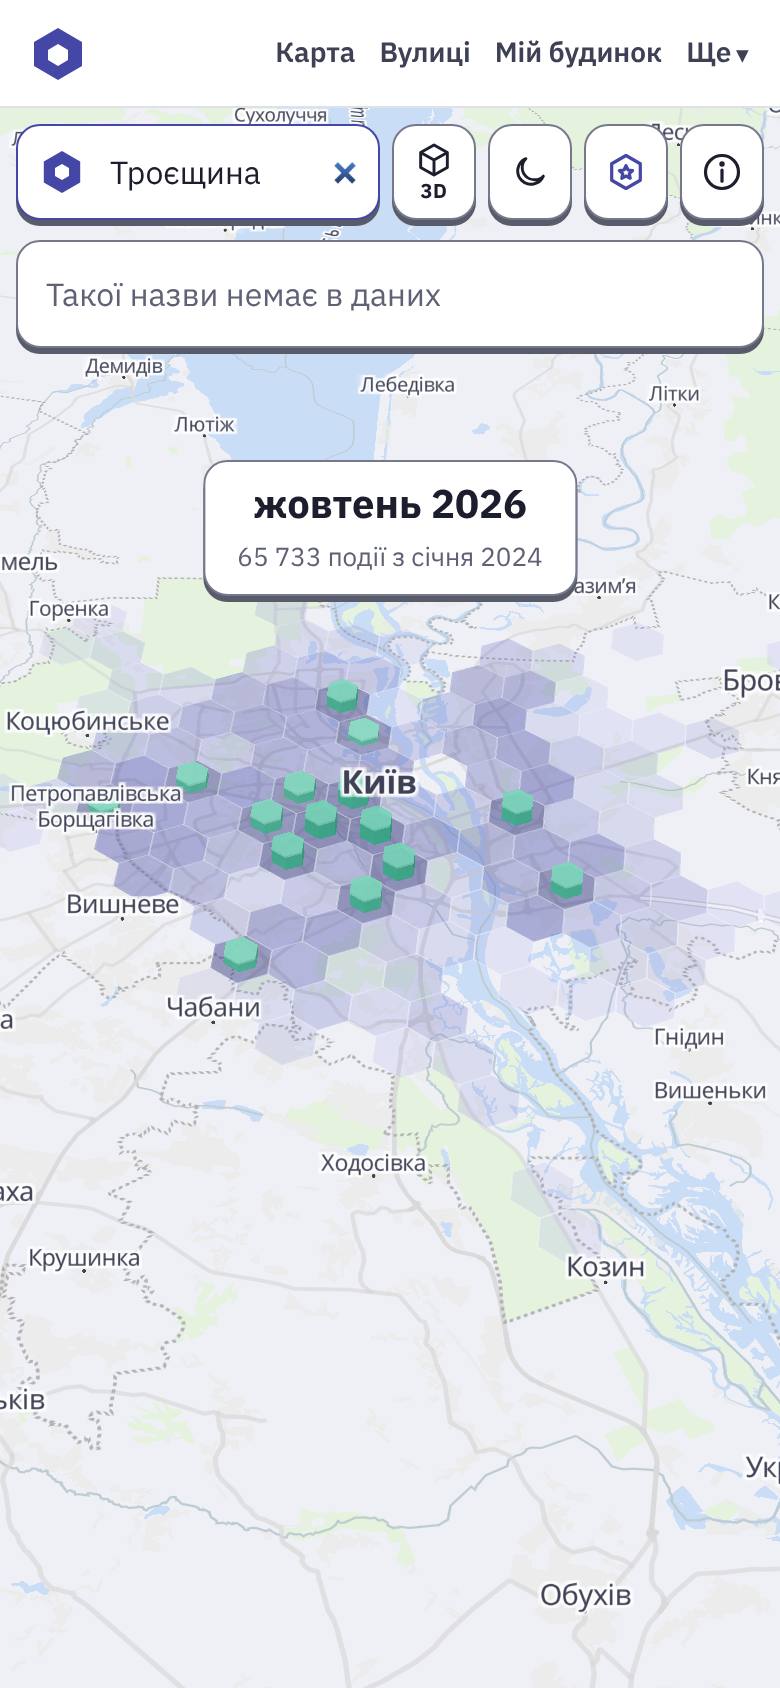 Карта Вулиці Мій будинок Ще ▾
Сухолуччя
Троєщина
3D
Такої назви немає в даних
Демидів
Лебедівка
Літки
Лютіж
жовтень 2026
65 733 події з січня 2024
Горенка
Коцюбинське
Київ
Петропавлівська
Борщагівка
Вишневе
Чабани
Гнідин
Вишеньки
Ходосівка
Крушинка
Козин
Обухів